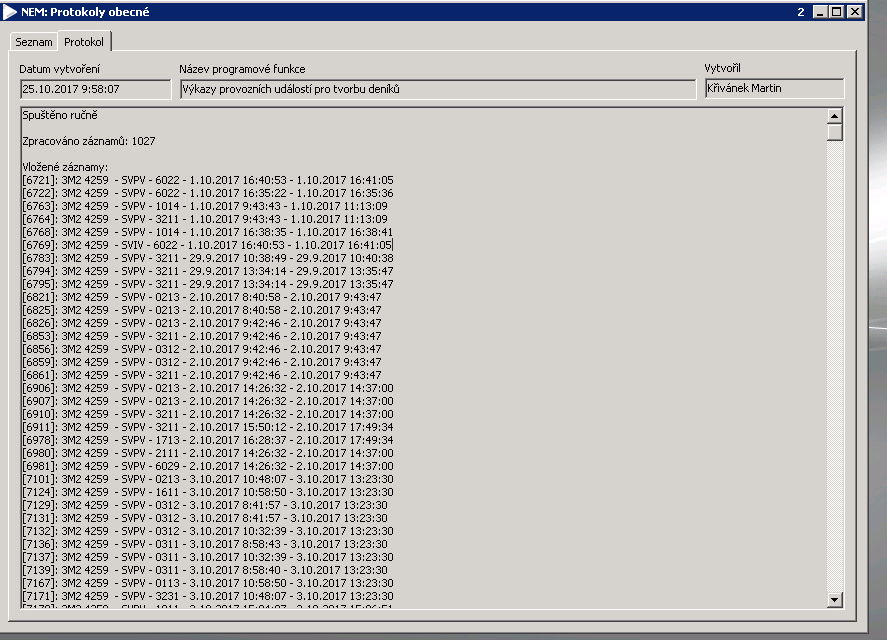 NEM: Protokoly obecné 2
Seznam Protokol
Datum vytvoření Název programové funkce Vytvořil
25.10.2017 9:58:07 Výkazy provozních událostí pro tvorbu deníků Křivánek Martin
Spuštěno ručně
Zpracováno záznamů: 1027
Vložené záznamy:
[6721]: 3M2 4259 - SVPV - 6022 - 1.10.2017 16:40:53 - 1.10.2017 16:41:05
[6722]: 3M2 4259 - SVPV - 6022 - 1.10.2017 16:35:22 - 1.10.2017 16:35:36
[6763]: 3M2 4259 - SVPV - 1014 - 1.10.2017 9:43:43 - 1.10.2017 11:13:09
[6764]: 3M2 4259 - SVPV - 3211 - 1.10.2017 9:43:43 - 1.10.2017 11:13:09
[6768]: 3M2 4259 - SVPV - 1014 - 1.10.2017 16:38:35 - 1.10.2017 16:38:41
[6769]: 3M2 4259 - SVIV - 6022 - 1.10.2017 16:40:53 - 1.10.2017 16:41:05
[6783]: 3M2 4259 - SVPV - 3211 - 29.9.2017 10:38:49 - 29.9.2017 10:40:38
[6794]: 3M2 4259 - SVPV - 3211 - 29.9.2017 13:34:14 - 29.9.2017 13:35:47
[6795]: 3M2 4259 - SVPV - 3211 - 29.9.2017 13:34:14 - 29.9.2017 13:35:47
[6821]: 3M2 4259 - SVPV - 0213 - 2.10.2017 8:40:58 - 2.10.2017 9:43:47
[6825]: 3M2 4259 - SVPV - 0213 - 2.10.2017 8:40:58 - 2.10.2017 9:43:47
[6826]: 3M2 4259 - SVPV - 0213 - 2.10.2017 9:42:46 - 2.10.2017 9:43:47
[6853]: 3M2 4259 - SVPV - 3211 - 2.10.2017 9:42:46 - 2.10.2017 9:43:47
[6856]: 3M2 4259 - SVPV - 0312 - 2.10.2017 9:42:46 - 2.10.2017 9:43:47
[6859]: 3M2 4259 - SVPV - 0312 - 2.10.2017 9:42:46 - 2.10.2017 9:43:47
[6861]: 3M2 4259 - SVPV - 3211 - 2.10.2017 9:42:46 - 2.10.2017 9:43:47
[6906]: 3M2 4259 - SVPV - 0213 - 2.10.2017 14:26:32 - 2.10.2017 14:37:00
[6907]: 3M2 4259 - SVPV - 0213 - 2.10.2017 14:26:32 - 2.10.2017 14:37:00
[6910]: 3M2 4259 - SVPV - 3211 - 2.10.2017 14:26:32 - 2.10.2017 14:37:00
[6911]: 3M2 4259 - SVPV - 3211 - 2.10.2017 15:50:12 - 2.10.2017 17:49:34
[6978]: 3M2 4259 - SVPV - 1713 - 2.10.2017 16:28:37 - 2.10.2017 17:49:34
[6980]: 3M2 4259 - SVPV - 2111 - 2.10.2017 14:26:32 - 2.10.2017 14:37:00
[6981]: 3M2 4259 - SVPV - 6029 - 2.10.2017 14:26:32 - 2.10.2017 14:37:00
[7101]: 3M2 4259 - SVPV - 0213 - 3.10.2017 10:48:07 - 3.10.2017 13:23:30
[7124]: 3M2 4259 - SVPV - 1611 - 3.10.2017 10:58:50 - 3.10.2017 13:23:30
[7129]: 3M2 4259 - SVPV - 0312 - 3.10.2017 8:41:57 - 3.10.2017 13:23:30
[7131]: 3M2 4259 - SVPV - 0312 - 3.10.2017 8:41:57 - 3.10.2017 13:23:30
[7132]: 3M2 4259 - SVPV - 0312 - 3.10.2017 10:32:39 - 3.10.2017 13:23:30
[7136]: 3M2 4259 - SVPV - 0311 - 3.10.2017 8:58:43 - 3.10.2017 13:23:30
[7137]: 3M2 4259 - SVPV - 0311 - 3.10.2017 10:32:39 - 3.10.2017 13:23:30
[7139]: 3M2 4259 - SVPV - 0311 - 3.10.2017 8:58:40 - 3.10.2017 13:23:30
[7167]: 3M2 4259 - SVPV - 0113 - 3.10.2017 10:58:50 - 3.10.2017 13:23:30
[7171]: 3M2 4259 - SVPV - 3231 - 3.10.2017 10:48:07 - 3.10.2017 13:23:30